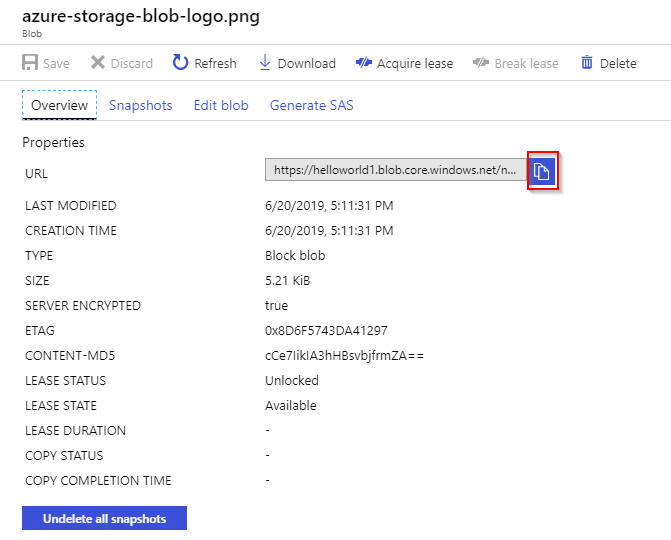 azure-storage-blob-logo.png
Blob
Save Discard Refresh Download Acquire lease Break lease Delete
Overview Snapshots Edit blob Generate SAS
Properties
URL https://helloworld1.blob.core.windows.net/n...
LAST MODIFIED 6/20/2019, 5:11:31 PM
CREATION TIME 6/20/2019, 5:11:31 PM
TYPE Block blob
SIZE 5.21 KiB
SERVER ENCRYPTED true
ETAG 0x8D6F5743DA41297
CONTENT-MD5 cCe7IikIA3hHBsvbjfrmZA==
LEASE STATUS Unlocked
LEASE STATE Available
LEASE DURATION -
COPY STATUS -
COPY COMPLETION TIME -
Undelete all snapshots